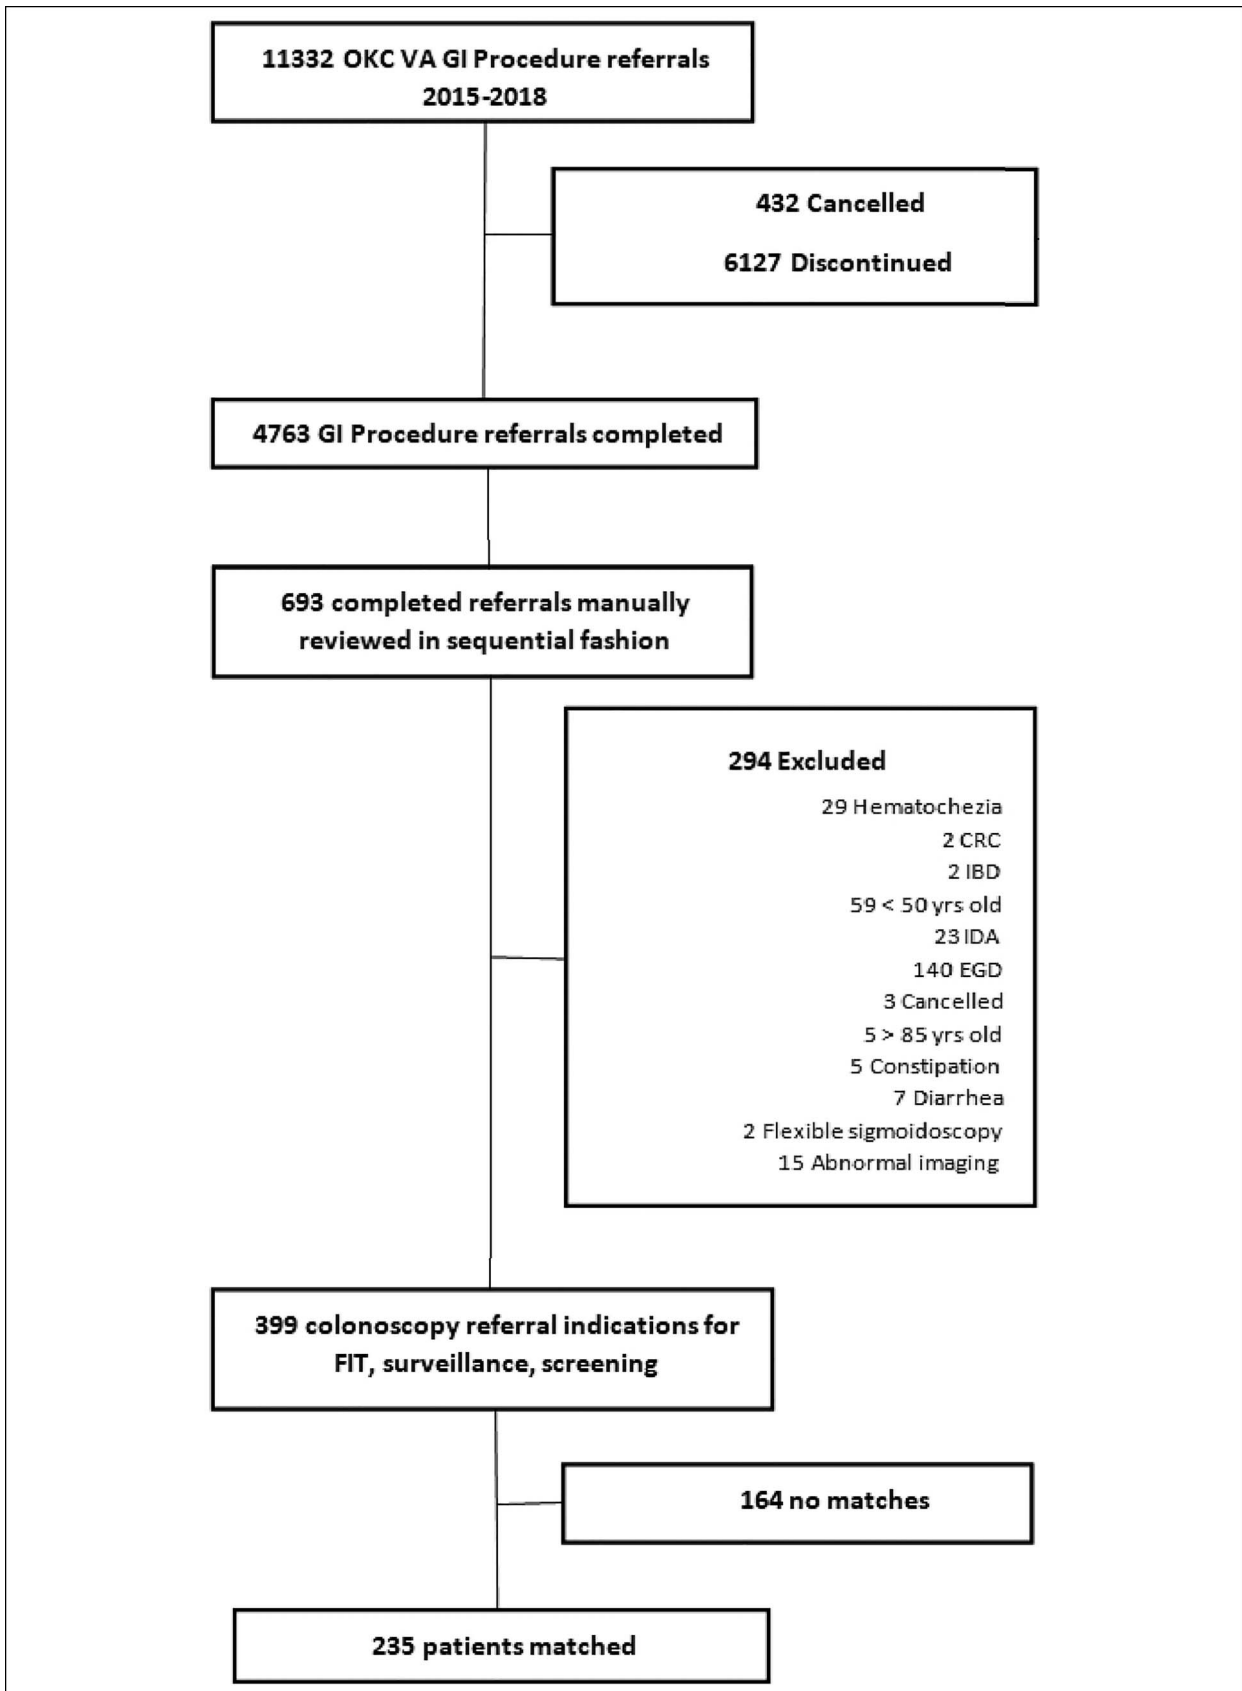 11332 OKC VA GI Procedure referrals
2015-2018
432 Cancelled
6127 Discontinued
4763 GI Procedure referrals completed
693 completed referrals manually
reviewed in sequential fashion
294 Excluded
29 Hematochezia
2 CRC
2 IBD
59 < 50 yrs old
23 IDA
140 EGD
3 Cancelled
5 > 85 yrs old
5 Constipation
7 Diarrhea
2 Flexible sigmoidoscopy
15 Abnormal imaging
399 colonoscopy referral indications for
FIT, surveillance, screening
164 no matches
235 patients matched